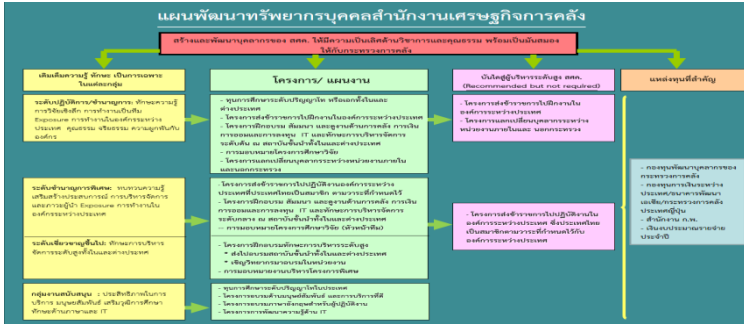 แผนพัฒนาทรัพยากรบุคคลสำนักงานเศรษฐกิจการคลัง
สร้างและพัฒนาบุคลากรของ สศค. ให้มีความเป็นเลิศด้านวิชาการและคุณธรรม พร้อมเป็นมันสมอง
ให้กับกระทรวงการคลัง
เติมเต็มความรู้ ทักษะ เป็นการเฉพาะ
ในแต่ละกลุ่ม
ระดับปฏิบัติการ/ชำนาญการ: ทักษะความรู้
การวิจัยเชิงลึก การทำงานเป็นทีม
Exposure การทำงานในองค์กรระหว่าง
ประเทศ คุณธรรม จริยธรรม ความผูกพันกับ
องค์กร
ระดับชำนาญการพิเศษ: ทบทวนความรู้
เสริมสร้างประสบการณ์ การบริหารจัดการ
และภาวะผู้นำ Exposure การทำงานใน
องค์กรระหว่างประเทศ
ระดับเชี่ยวชาญขึ้นไป: ทักษะการบริหาร
จัดการระดับสูงทั้งในและต่างประเทศ
กลุ่มงานสนับสนุน : ประสิทธิภาพในการ
บริการ มนุษยสัมพันธ์ เสริมวุฒิการศึกษา
ทักษะด้านภาษาและ IT
โครงการ/ แผนงาน
- ทุนการศึกษาระดับปริญญาโท หรือเอกทั้งในและ
ต่างประเทศ
- โครงการส่งข้าราชการไปฝึกงานในองค์การระหว่างประเทศ
- โครงการฝึกอบรม สัมมนา และดูงานด้านการคลัง การเงิน
การออมและการลงทุน IT และทักษะการบริหารจัดการ
ระดับต้น ณ สถาบันชั้นนำทั้งในและต่างประเทศ
- การมอบหมายโครงการศึกษาวิจัย
- โครงการแลกเปลี่ยนบุคลากรระหว่างหน่วยงานภายใน
และนอกกระทรวง
- โครงการส่งข้าราชการไปปฏิบัติงานองค์การระหว่าง
ประเทศที่ประเทศไทยเป็นสมาชิก ตามวาระที่กำหนดไว้
- โครงการฝึกอบรม สัมมนา และดูงานด้านการคลัง การเงิน
การออมและการลงทุน IT และทักษะการบริหารจัดการ
ระดับกลาง ณ สถาบันชั้นนำทั้งในและต่างประเทศ
- การมอบหมายโครงการศึกษาวิจัย (หัวหน้าทีม)
- โครงการฝึกอบรมทักษะการบริหารระดับสูง
* ส่งไปอบรมสถาบันชั้นนำทั้งในและต่างประเทศ
* เชิญวิทยากรมาอบรมในหน่วยงาน
- การมอบหมายงานบริหารโครงการพิเศษ
- ทุนการศึกษาระดับปริญญาโทในประเทศ
- โครงการอบรมด้านมนุษย์สัมพันธ์ และการบริการที่ดี
- โครงการอบรมภาษาอังกฤษสำหรับผู้ปฏิบัติงาน
- โครงการการพัฒนาความรู้ด้าน IT
บันไดสู่ผู้บริหารระดับสูง สศค.
(Recommended but not required)
- โครงการส่งข้าราชการไปฝึกงานใน
องค์การระหว่างประเทศ
- โครงการแลกเปลี่ยนบุคลากรระหว่าง
หน่วยงานภายในและ นอกกระทรวง
- โครงการส่งข้าราชการไปปฏิบัติงานใน
องค์การระหว่างประเทศ ซึ่งประเทศไทย
เป็นสมาชิกตามวาระที่กำหนดไว้กับ
องค์การระหว่างประเทศ
แหล่งทุนที่สำคัญ
- กองทุนพัฒนาบุคลากรของ
กระทรวงการคลัง
- กองทุนการเงินระหว่าง
ประเทศ/ธนาคารพัฒนา
เอเชีย/กระทรวงการคลัง
ประเทศญี่ปุ่น
- สำนักงาน ก.พ.
- เงินงบประมาณรายจ่าย
ประจำปี